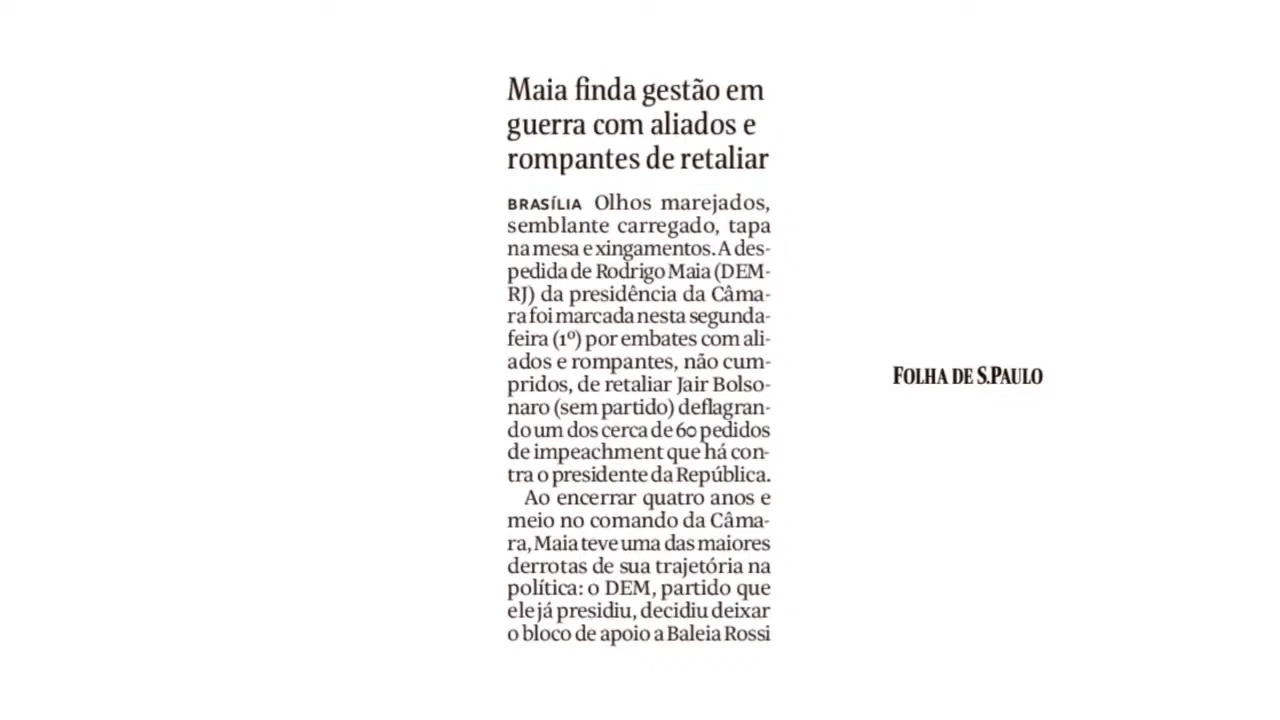 Maia finda gestão em
guerra com aliados e
rompantes de retaliar
BRASÍLIA Olhos marejados,
semblante carregado, tapa
na mesa e xingamentos. A des-
pedida de Rodrigo Maia (DEM-
RJ) da presidência da Câma-
ra foi marcada nesta segunda-
feira (1º) por embates com ali-
ados e rompantes, não cum-
pridos, de retaliar Jair Bolso-
naro (sem partido) deflagran-
do um dos cerca de 60 pedidos
de impeachment que há con-
tra o presidente da República.
Ao encerrar quatro anos e
meio no comando da Câma-
ra, Maia teve uma das maiores
derrotas de sua trajetória na
política: o DEM, partido que
ele já presidiu, decidiu deixar
o bloco de apoio a Baleia Rossi
FOLHA DE S.PAULO